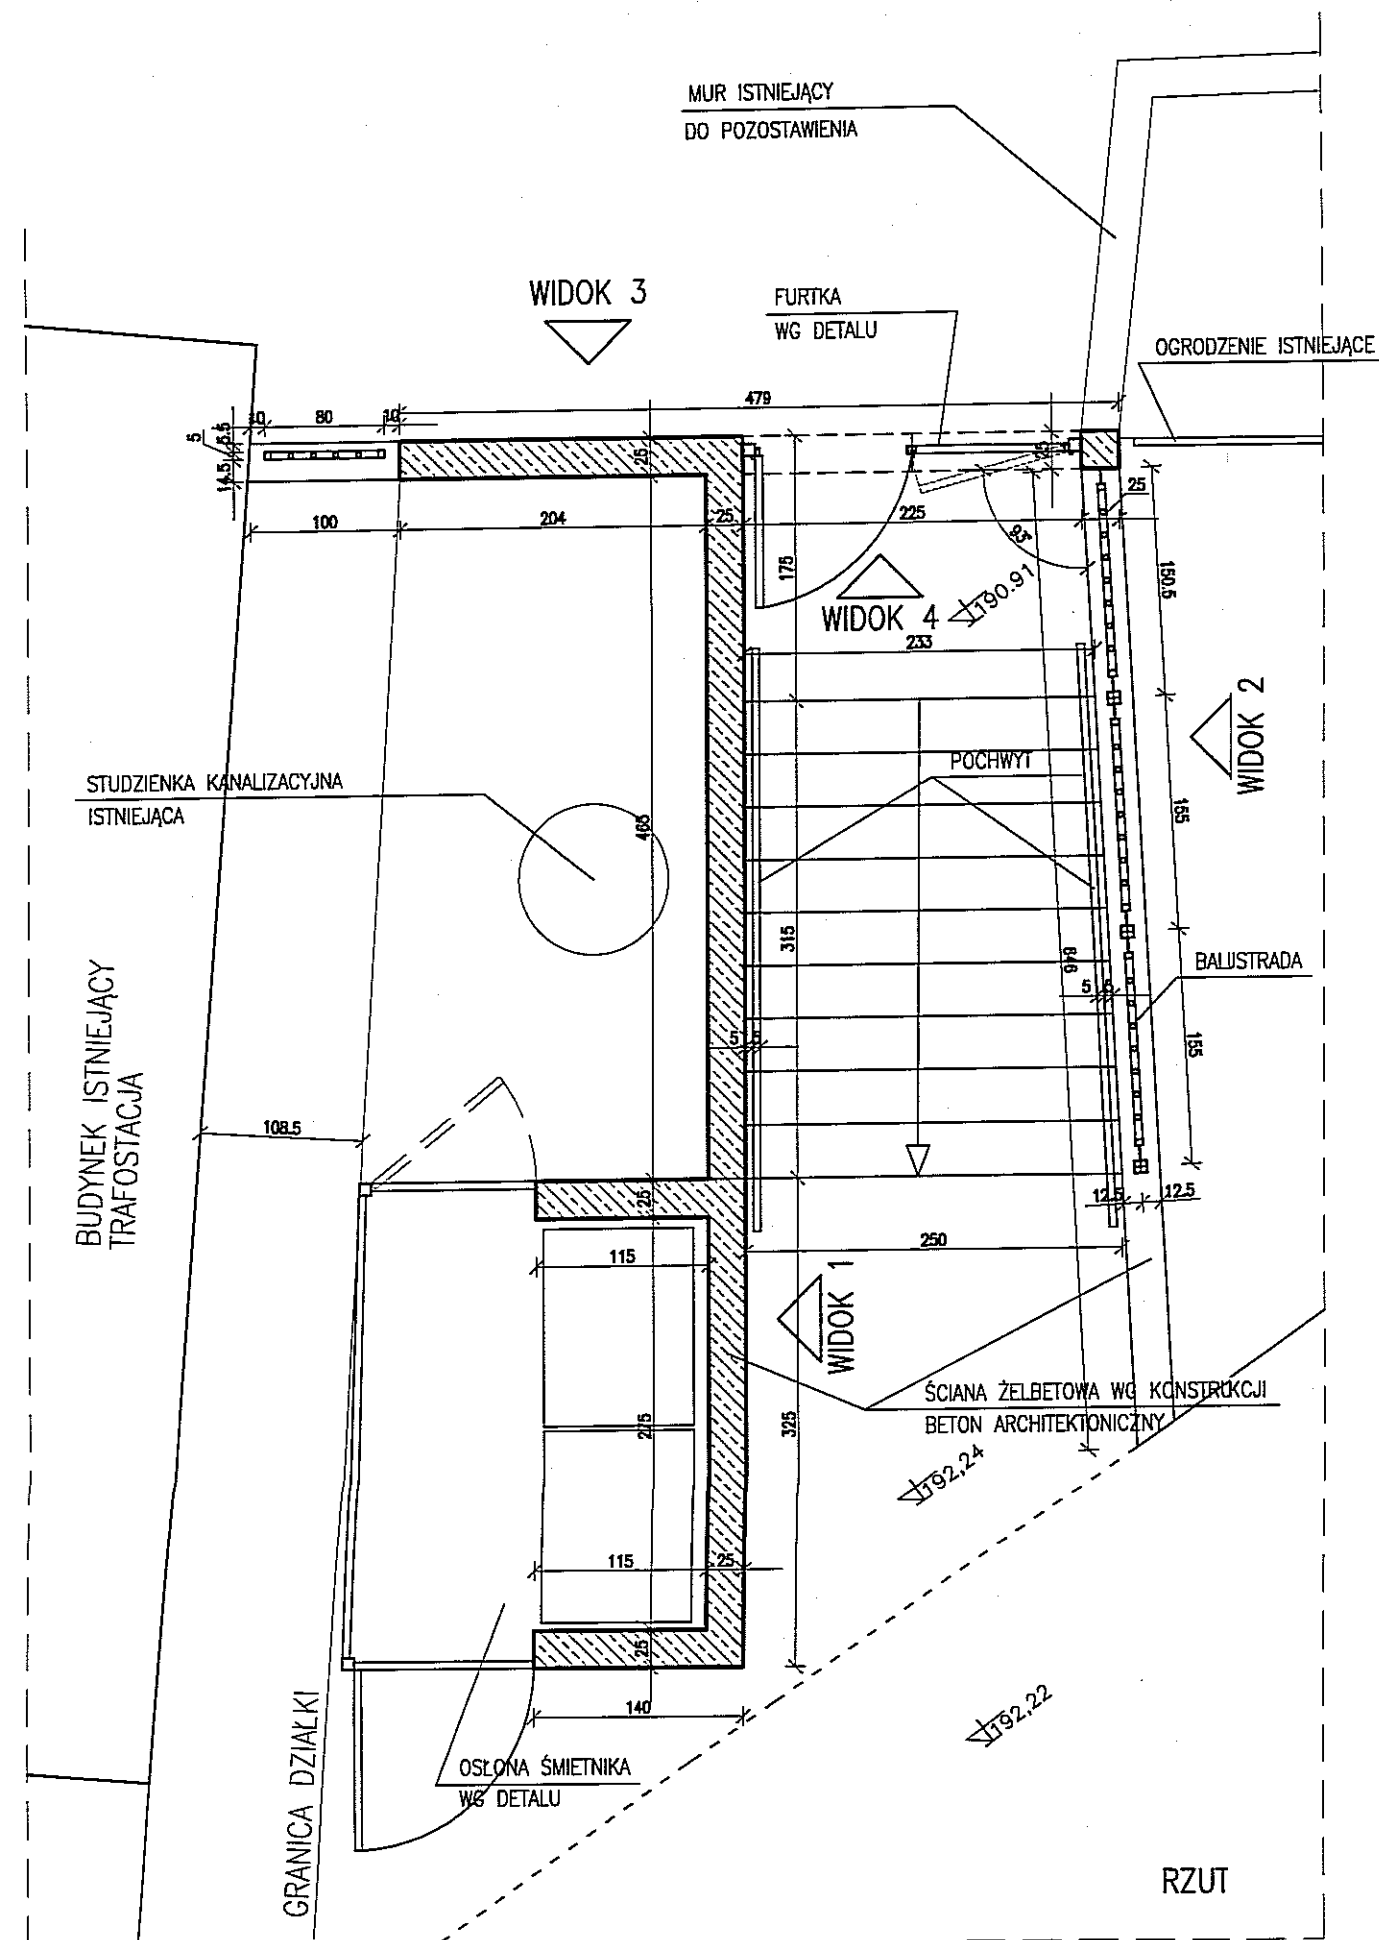 MUR ISTNIEJĄCY
DO POZOSTAWIENIA
WIDOK 3
FURTKA
WG DETALU
OGRODZENIE ISTNIEJĄCE
479
10
80
10
5
5.5
14.5
25
25
25
100
204
25
225
93
175
150.5
190.91
WIDOK 4
233
WIDOK 2
POCHWYT
STUDZIENKA KANALIZACYJNA
ISTNIEJĄCA
465
155
315
646
BALUSTRADA
5
5
155
5
5
BUDYNEK ISTNIEJĄCY
TRAFOSTACJA
108.5
25
12.5
12.5
250
115
WIDOK 1
ŚCIANA ŻELBETOWA WG KONSTRUKCJI
BETON ARCHITEKTONICZNY
275
325
192,24
115
25
25
140
192,22
GRANICA DZIAŁKI
OSŁONA ŚMIETNIKA
WG DETALU
RZUT